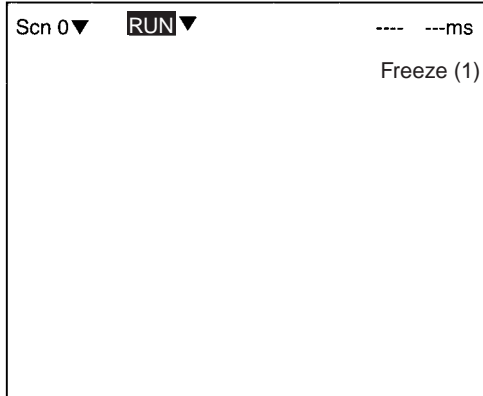 Scn 0▼ RUN▼ ---- ---ms
Freeze (1)